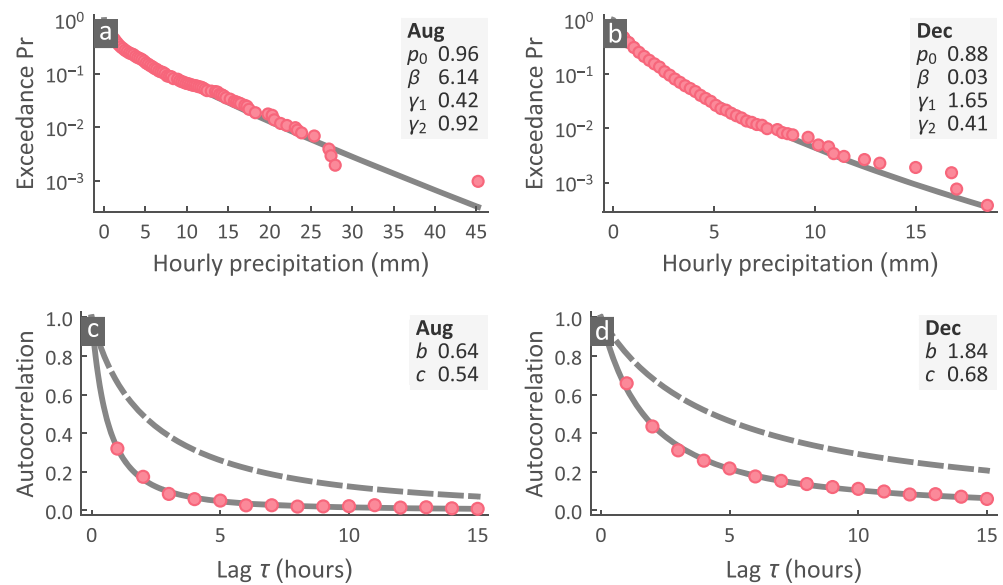 a
Exceedance Pr
10⁰
10⁻¹
10⁻²
10⁻³
Aug
p₀ 0.96
β 6.14
γ₁ 0.42
γ₂ 0.92
0 5 10 15 20 25 30 35 40 45
Hourly precipitation (mm)
b
Exceedance Pr
10⁰
10⁻¹
10⁻²
10⁻³
Dec
p₀ 0.88
β 0.03
γ₁ 1.65
γ₂ 0.41
0 5 10 15
Hourly precipitation (mm)
c
Autocorrelation
1.0
0.8
0.6
0.4
0.2
0.0
Aug
b 0.64
c 0.54
0 5 10 15
Lag τ (hours)
d
Autocorrelation
1.0
0.8
0.6
0.4
0.2
0.0
Dec
b 1.84
c 0.68
0 5 10 15
Lag τ (hours)